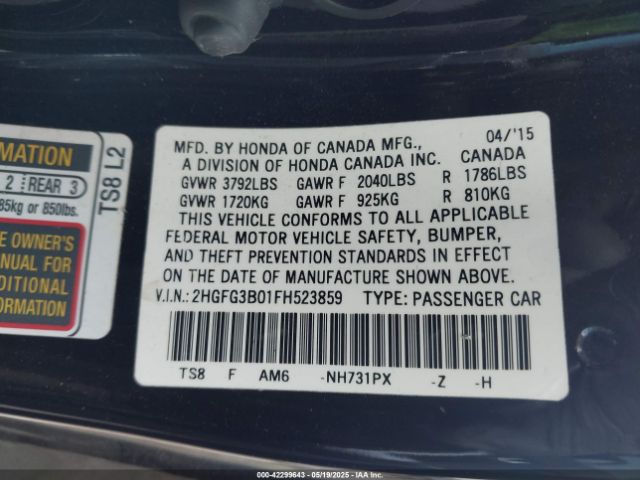 MATION
2 REAR 3
85kg or 850lbs.
E OWNER'S
ANUAL FOR
DITIONAL
ORMATION
TS8 L2
MFD. BY HONDA OF CANADA MFG., 04/'15
A DIVISION OF HONDA CANADA INC. CANADA
GVWR 3792LBS GAWR F 2040LBS R 1786LBS
GVWR 1720KG GAWR F 925KG R 810KG
THIS VEHICLE CONFORMS TO ALL APPLICABLE
FEDERAL MOTOR VEHICLE SAFETY, BUMPER,
AND THEFT PREVENTION STANDARDS IN EFFECT
ON THE DATE OF MANUFACTURE SHOWN ABOVE.
V.I.N.: 2HGFG3B01FH523859 TYPE: PASSENGER CAR
TS8 F AM6 -NH731PX -Z -H
000-42299643 - 05/19/2025 - IAAI.COM